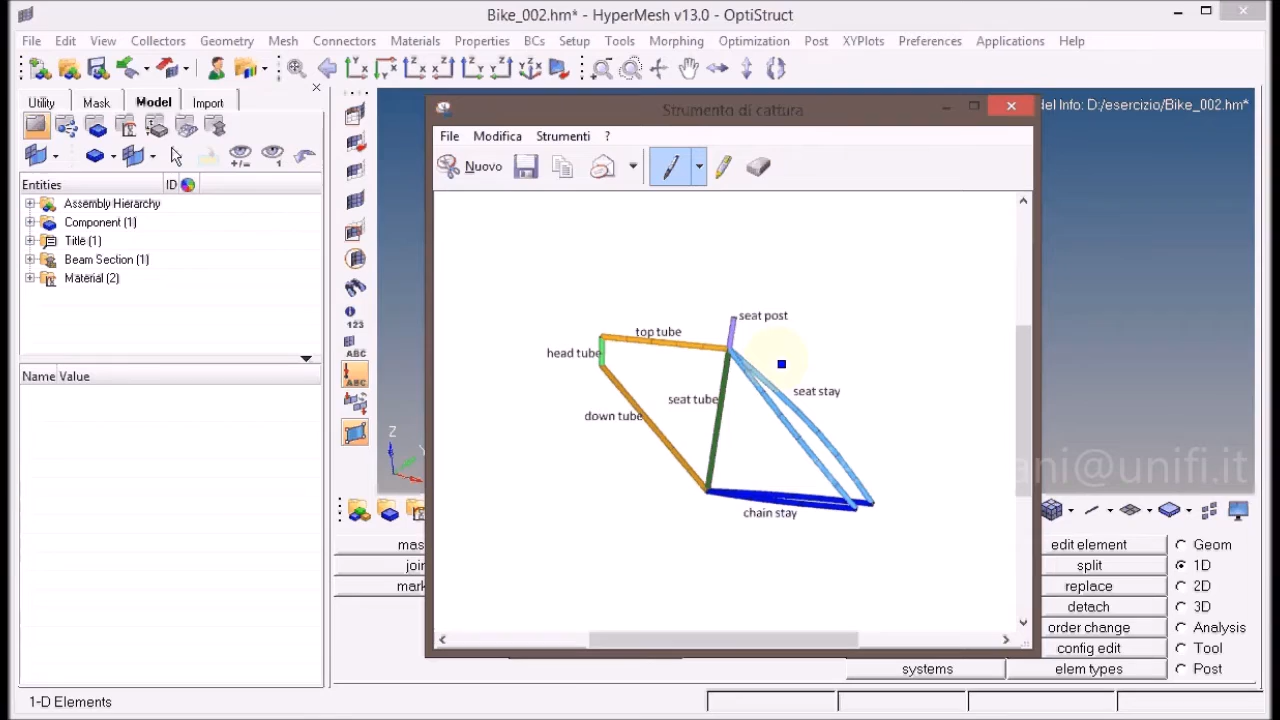 Bike_002.hm* - HyperMesh v13.0 - OptiStruct
File Edit View Collectors Geometry Mesh Connectors Materials Properties BCs Setup Tools Morphing Optimization Post XYPlots Preferences Applications Help
Utility Mask Model Import
Entities ID
Assembly Hierarchy
Component (1)
Title (1)
Beam Section (1)
Material (2)
Name Value
1-D Elements
123
ABC
ABC
Strumento di cattura
File Modifica Strumenti ?
Nuovo
del Info: D:/esercizio/Bike_002.hm*
seat post
top tube
head tube
seat stay
seat tube
down tube
chain stay
Z
ani@unifi.it
mas
join
mark
edit element
split
replace
detach
order change
config edit
systems elem types
Geom
1D
2D
3D
Analysis
Tool
Post